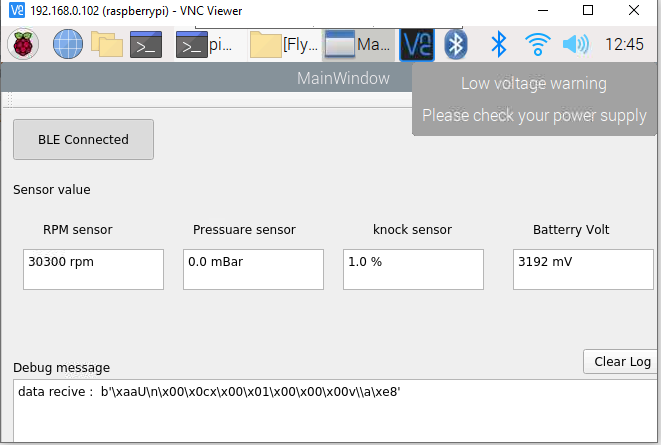 192.168.0.102 (raspberrypi) - VNC Viewer
pi... [Fly... Ma... 12:45
MainWindow
Low voltage warning
Please check your power supply
BLE Connected
Sensor value
RPM sensor Pressuare sensor knock sensor Batterry Volt
30300 rpm 0.0 mBar 1.0 % 3192 mV
Clear Log
Debug message
data recive :  b'\xaaU\n\x00\x0cx\x00\x01\x00\x00\x00v\\a\xe8'